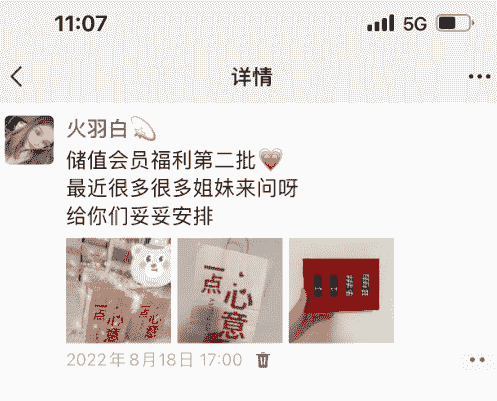 11:07
5G
详情
火羽白💫
储值会员福利第二批💗
最近很多很多姐妹来问呀
给你们妥妥安排
一点心意
一点心意
一点心意
2022年8月18日 17:00